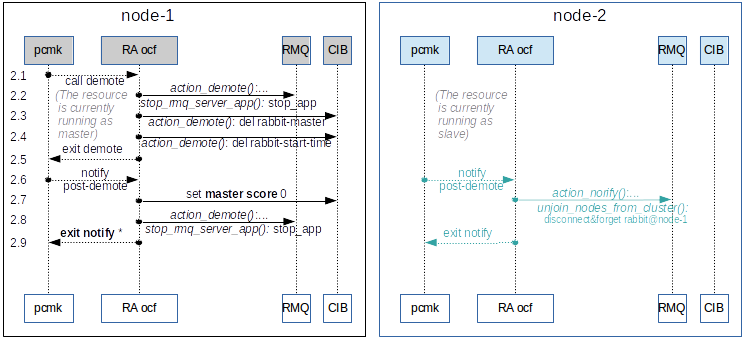 node-1
pcmk
RA ocf
RMQ
CIB
2.1
call demote
(The resource
is currently
running as
master)
2.2
action_demote():...
stop_rmq_server_app(): stop_app
2.3
action_demote(): del rabbit-master
2.4
action_demote(): del rabbit-start-time
2.5
exit demote
2.6
notify
post-demote
2.7
set master score 0
2.8
action_demote():...
stop_rmq_server_app(): stop_app
2.9
exit notify *
pcmk
RA ocf
RMQ
CIB
node-2
pcmk
RA ocf
RMQ
CIB
(The resource
is currently
running as
slave)
notify
post-demote
action_norify():...
unjoin_nodes_from_cluster():
disconnect&forget rabbit@node-1
exit notify
pcmk
RA ocf
RMQ
CIB